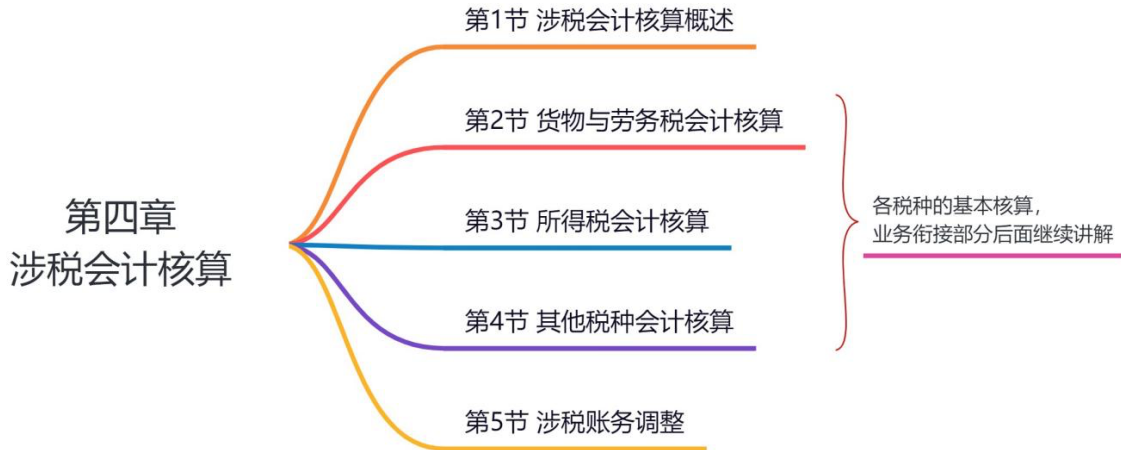 第四章
涉税会计核算
第1节 涉税会计核算概述
第2节 货物与劳务税会计核算
第3节 所得税会计核算
第4节 其他税种会计核算
第5节 涉税账务调整
各税种的基本核算，
业务衔接部分后面继续讲解